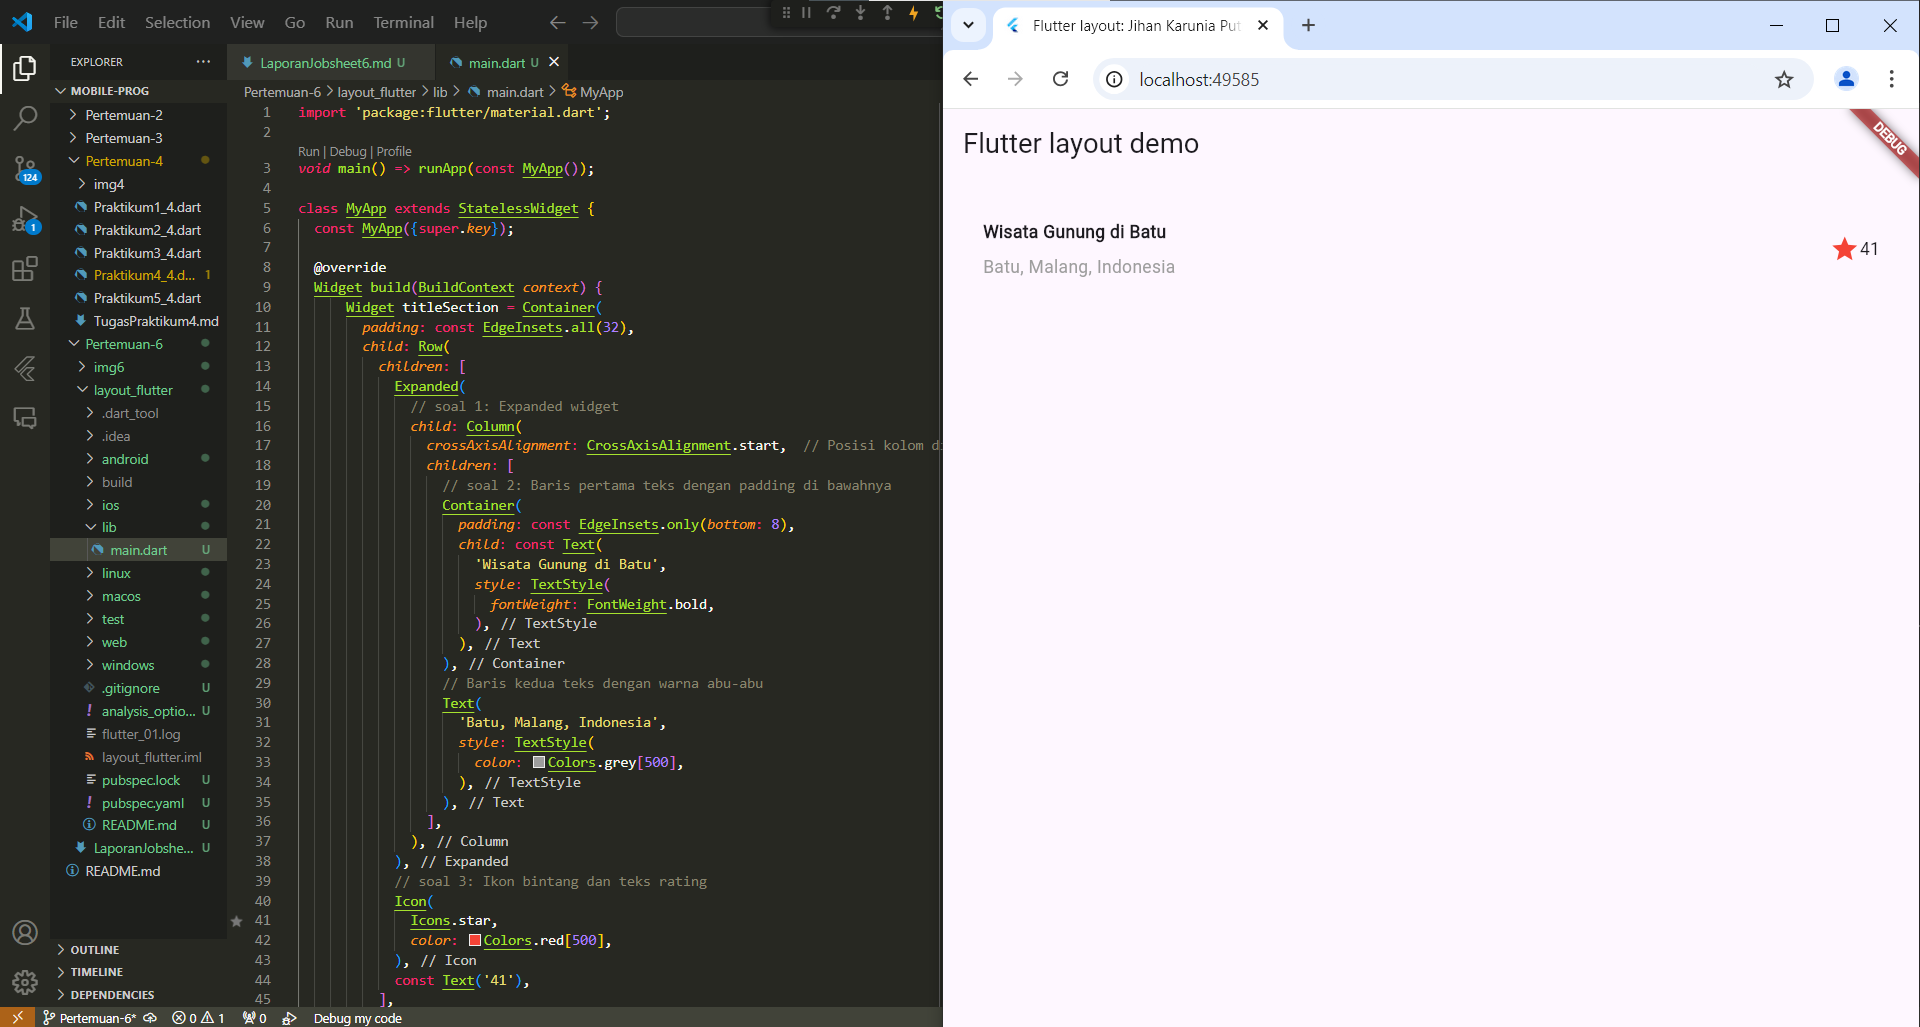 File Edit Selection View Go Run Terminal Help
EXPLORER
MOBILE-PROG
Pertemuan-2
Pertemuan-3
Pertemuan-4
img4
Praktikum1_4.dart
Praktikum2_4.dart
Praktikum3_4.dart
Praktikum4_4.d... 1
Praktikum5_4.dart
TugasPraktikum4.md
Pertemuan-6
img6
layout_flutter
.dart_tool
.idea
android
build
ios
lib
main.dart U
linux
macos
test
web
windows
.gitignore U
analysis_optio... U
flutter_01.log
layout_flutter.iml
pubspec.lock U
pubspec.yaml U
README.md U
LaporanJobshe... U
README.md
OUTLINE
TIMELINE
DEPENDENCIES
124
1
LaporanJobsheet6.md U main.dart U
Pertemuan-6 > layout_flutter > lib > main.dart > MyApp
1 import 'package:flutter/material.dart';
2
Run | Debug | Profile
3 void main() => runApp(const MyApp());
4
5 class MyApp extends StatelessWidget {
6 const MyApp({super.key});
7
8 @override
9 Widget build(BuildContext context) {
10 Widget titleSection = Container(
11 padding: const EdgeInsets.all(32),
12 child: Row(
13 children: [
14 Expanded(
15 // soal 1: Expanded widget
16 child: Column(
17 crossAxisAlignment: CrossAxisAlignment.start, // Posisi kolom di
18 children: [
19 // soal 2: Baris pertama teks dengan padding di bawahnya
20 Container(
21 padding: const EdgeInsets.only(bottom: 8),
22 child: const Text(
23 'Wisata Gunung di Batu',
24 style: TextStyle(
25 fontWeight: FontWeight.bold,
26 ), // TextStyle
27 ), // Text
28 ), // Container
29 // Baris kedua teks dengan warna abu-abu
30 Text(
31 'Batu, Malang, Indonesia',
32 style: TextStyle(
33 color: Colors.grey[500],
34 ), // TextStyle
35 ), // Text
36 ],
37 ), // Column
38 ), // Expanded
39 // soal 3: Ikon bintang dan teks rating
40 Icon(
41 Icons.star,
42 color: Colors.red[500],
43 ), // Icon
44 const Text('41'),
45 ],
Pertemuan-6* 0 1 0 Debug my code
Flutter layout: Jihan Karunia Put
localhost:49585
Flutter layout demo
DEBUG
Wisata Gunung di Batu
Batu, Malang, Indonesia
41